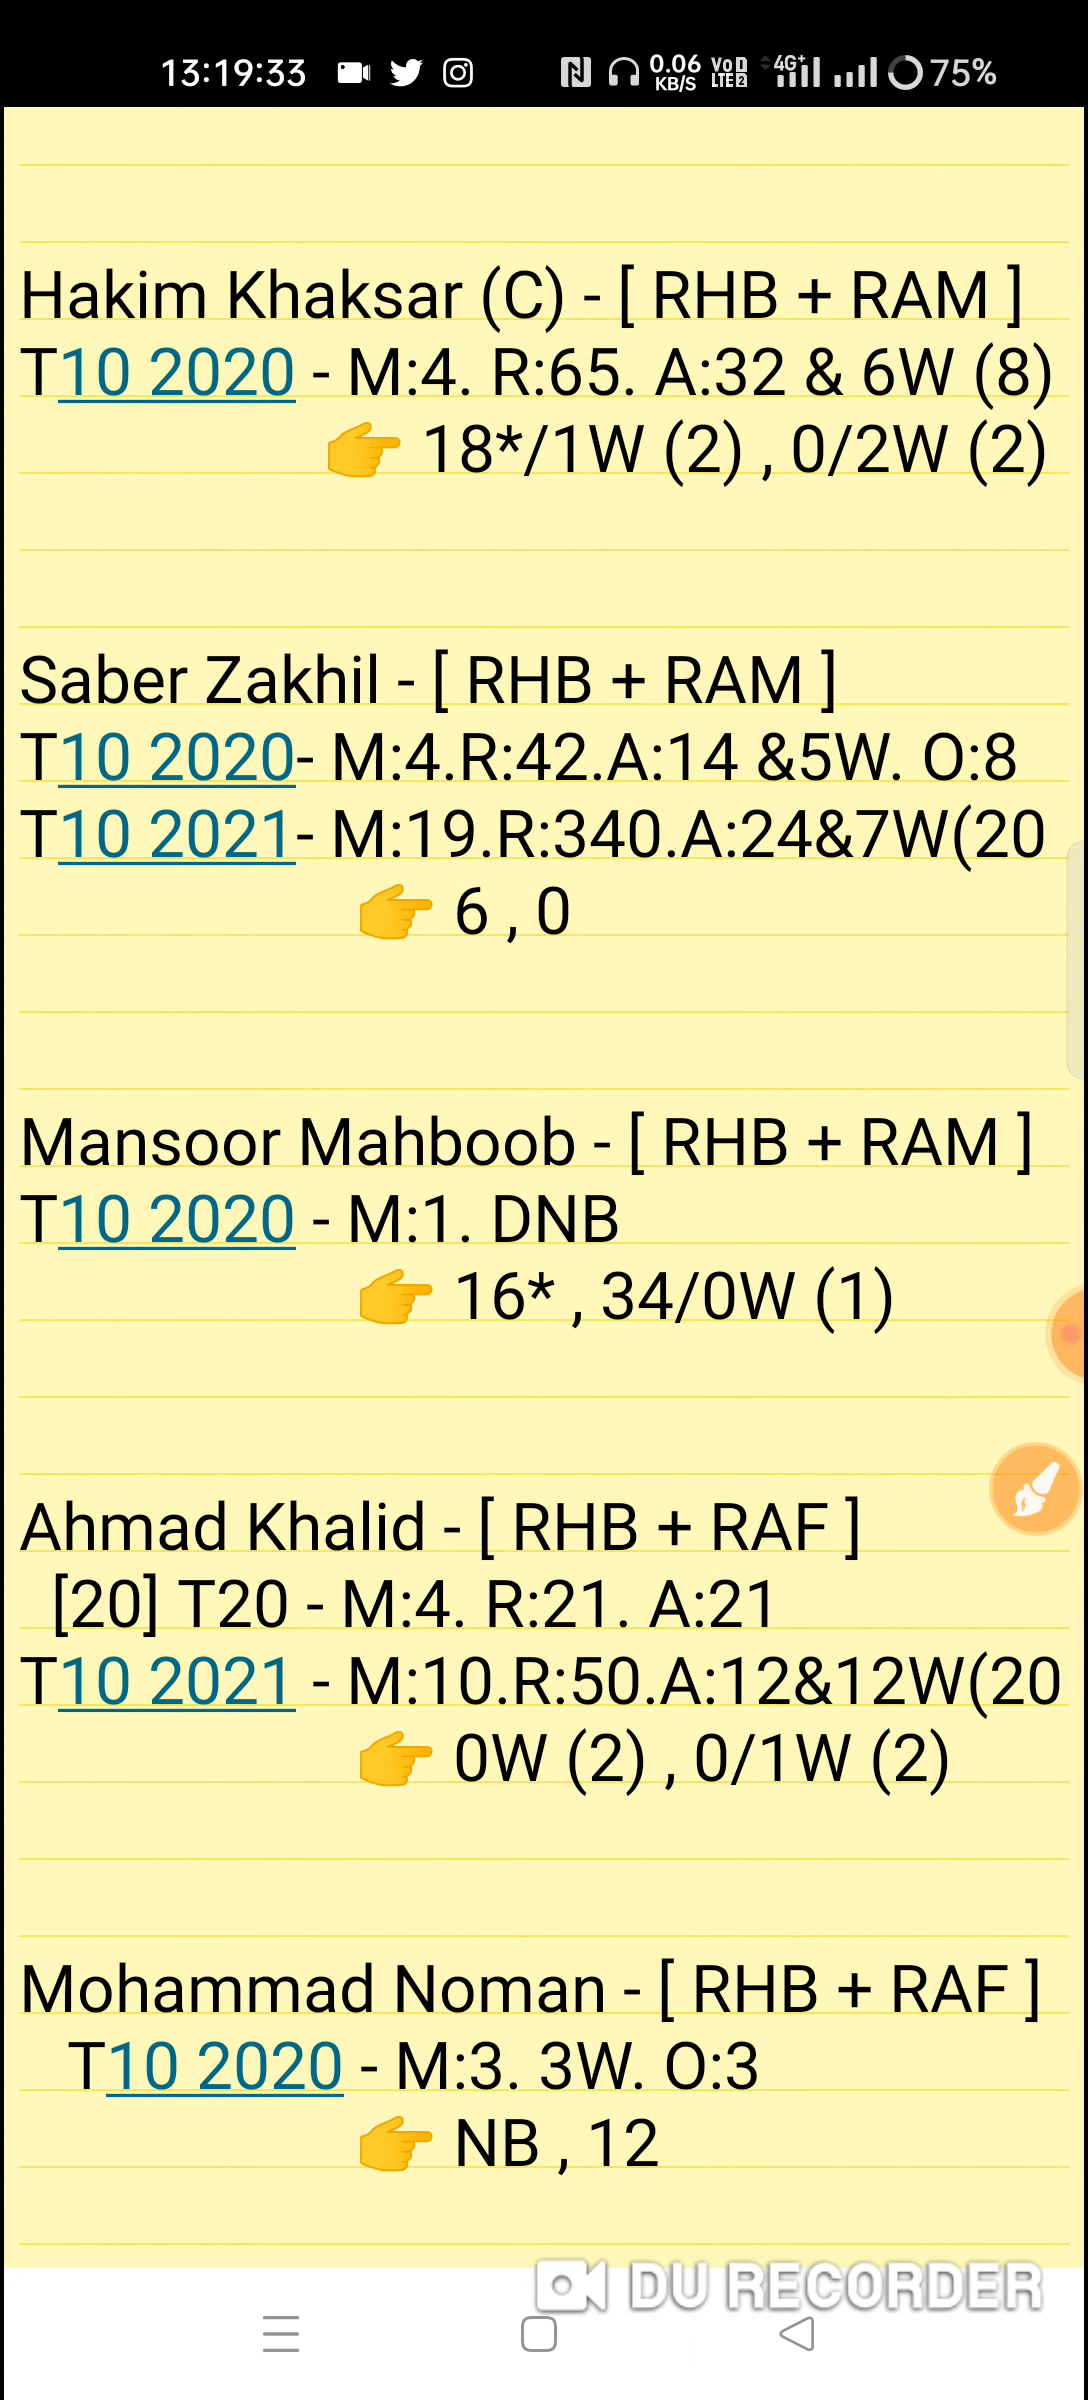 13:19:33 0.06 KB/S VoLTE 4G+ 75%
Hakim Khaksar (C) - [ RHB + RAM ]
T10 2020 - M:4. R:65. A:32 & 6W (8)
👉 18*/1W (2) , 0/2W (2)
Saber Zakhil - [ RHB + RAM ]
T10 2020- M:4.R:42.A:14 &5W. O:8
T10 2021- M:19.R:340.A:24&7W(20
👉 6 , 0
Mansoor Mahboob - [ RHB + RAM ]
T10 2020 - M:1. DNB
👉 16* , 34/0W (1)
Ahmad Khalid - [ RHB + RAF ]
[20] T20 - M:4. R:21. A:21
T10 2021 - M:10.R:50.A:12&12W(20
👉 0W (2) , 0/1W (2)
Mohammad Noman - [ RHB + RAF ]
T10 2020 - M:3. 3W. O:3
👉 NB , 12
DU RECORDER